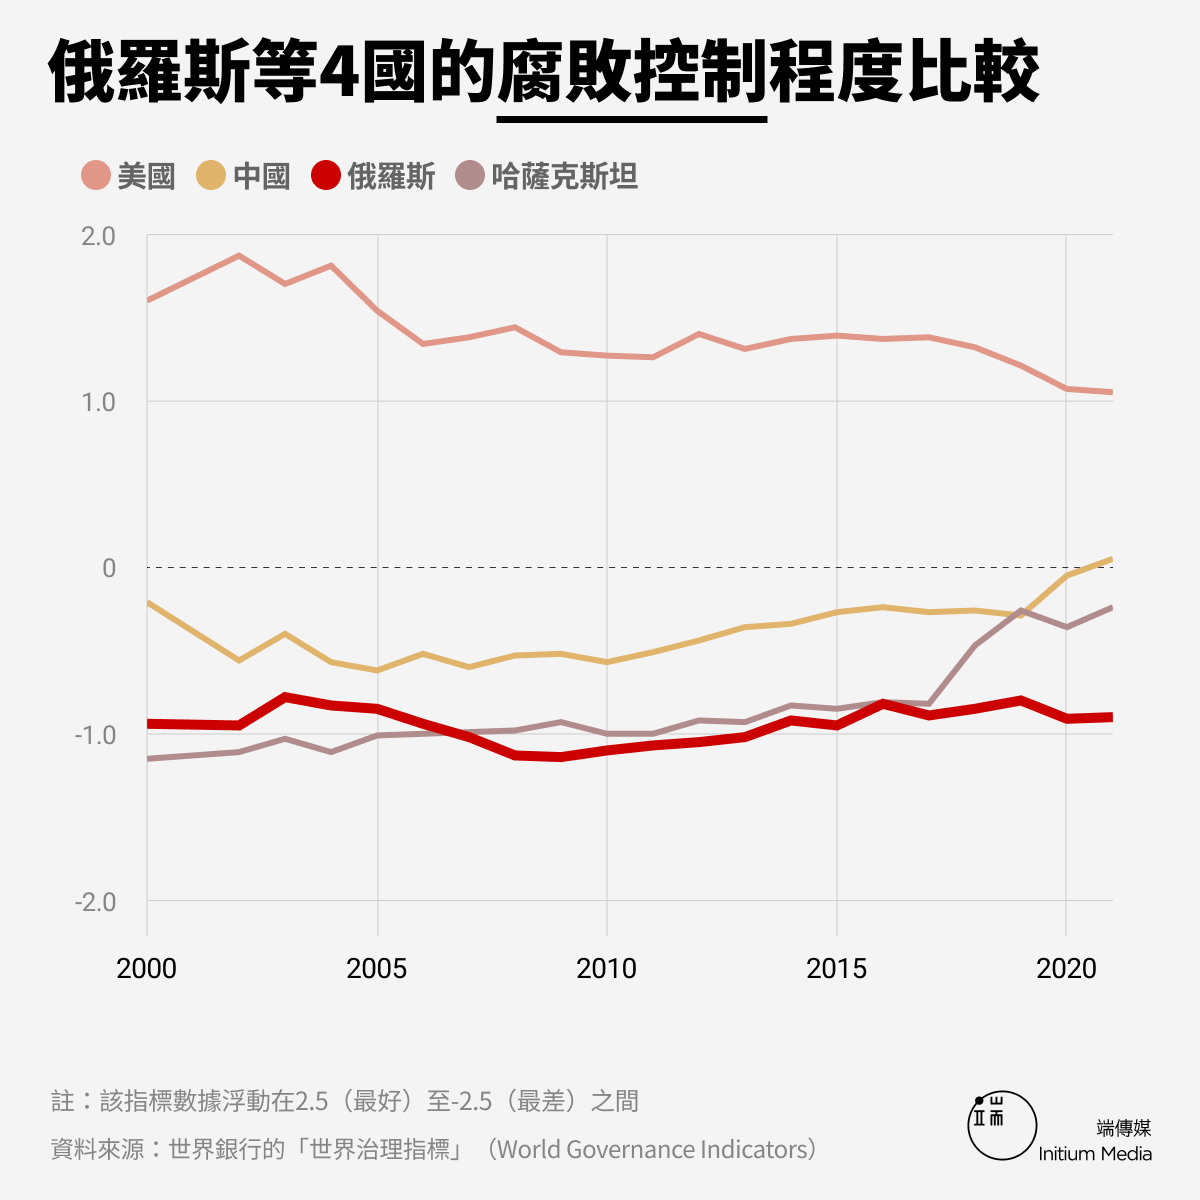 俄羅斯等4國的腐敗控制程度比較
美國 中國 俄羅斯 哈薩克斯坦
2.0
1.0
0
-1.0
-2.0
2000 2005 2010 2015 2020
註：該指標數據浮動在2.5（最好）至-2.5（最差）之間
資料來源：世界銀行的「世界治理指標」（World Governance Indicators）
端
端傳媒
Initium Media